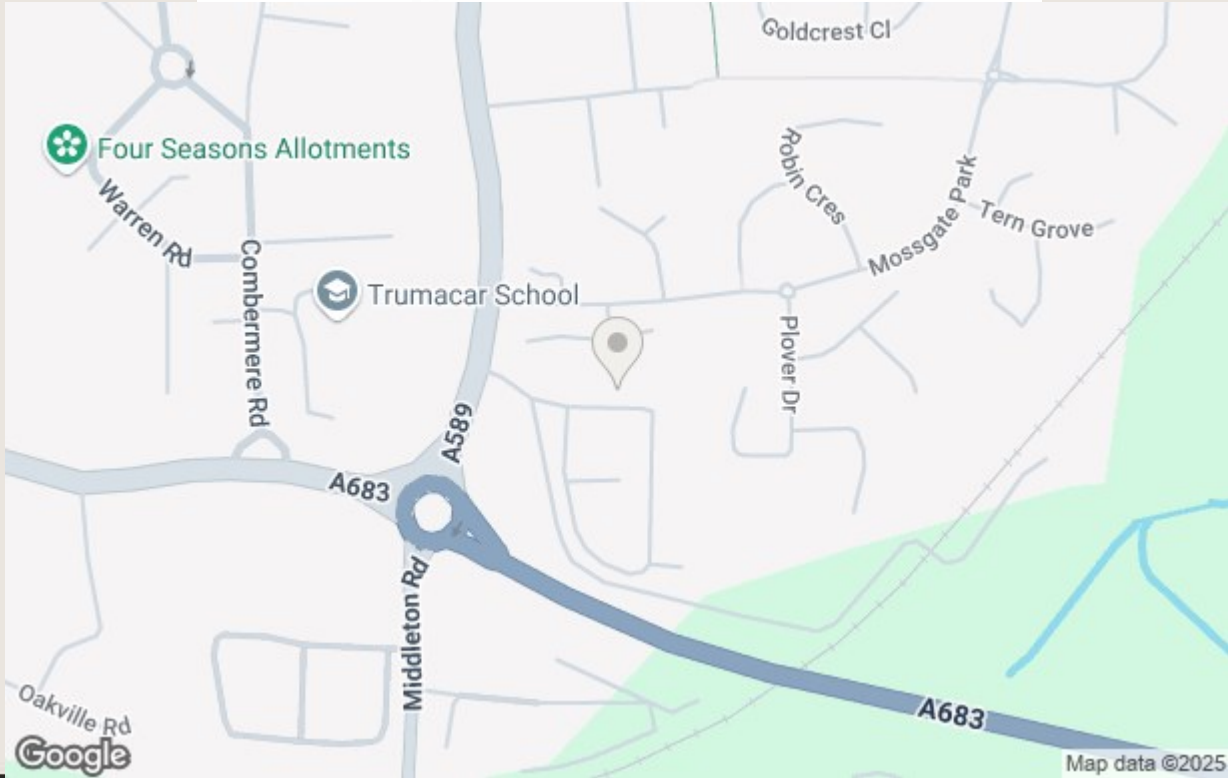 Goldcrest Cl
Four Seasons Allotments
Robin Cres
Mossgate Park
Tern Grove
Warren Rd
Combermere Rd
Trumacar School
Plover Dr
A589
A683
Middleton Rd
A683
Oakville Rd
Google
Map data ©2025